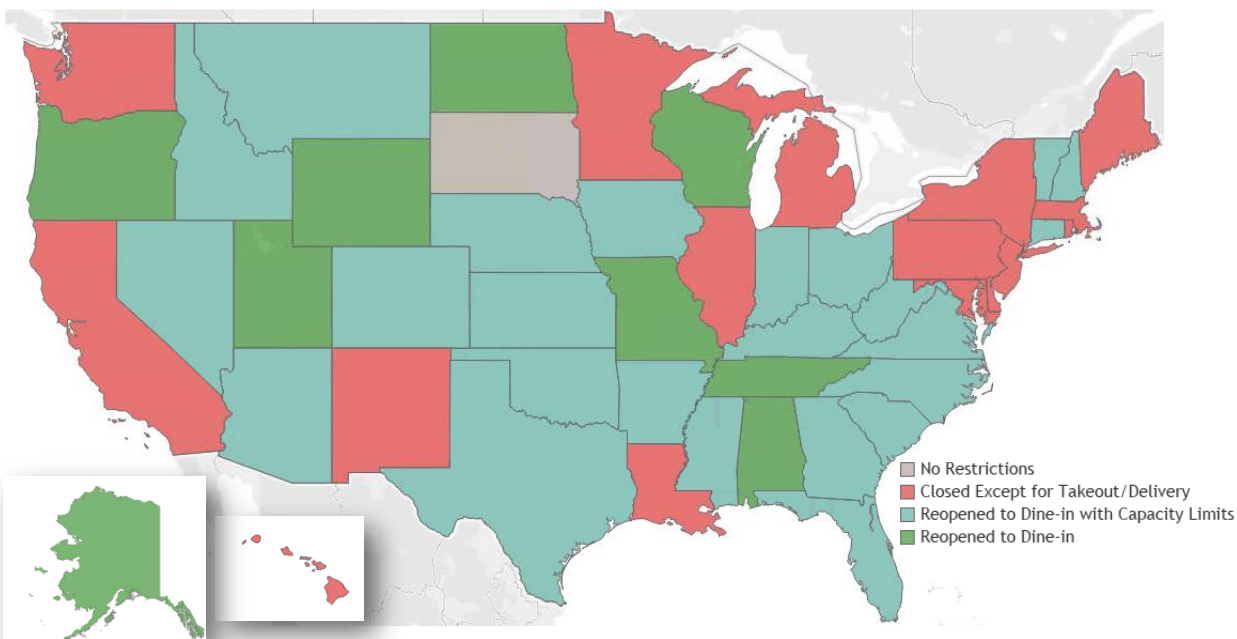 No Restrictions
Closed Except for Takeout/Delivery
Reopened to Dine-in with Capacity Limits
Reopened to Dine-in